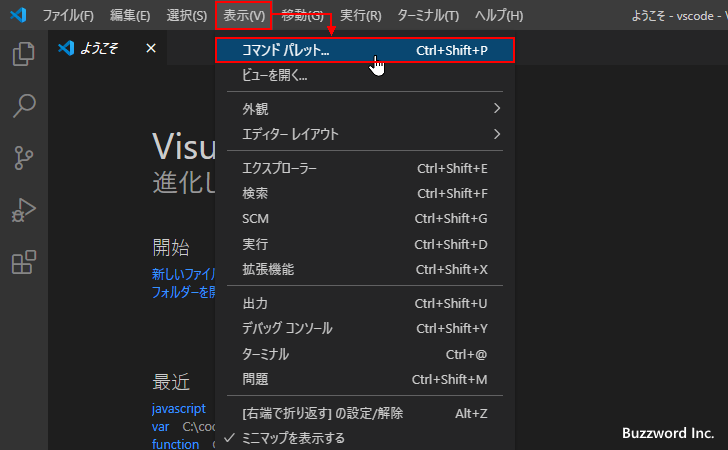 ファイル(F) 編集(E) 選択(S) 表示(V) 移動(G) 実行(R) ターミナル(T) ヘルプ(H) ようこそ - vscode - Visual
ようこそ
コマンド パレット... Ctrl+Shift+P
ビューを開く...
外観
エディター レイアウト
Visu
進化し
エクスプローラー Ctrl+Shift+E
検索 Ctrl+Shift+F
SCM Ctrl+Shift+G
実行 Ctrl+Shift+D
拡張機能 Ctrl+Shift+X
開始
新しいファイル
フォルダーを開
出力 Ctrl+Shift+U
デバッグ コンソール Ctrl+Shift+Y
ターミナル Ctrl+@
問題 Ctrl+Shift+M
[右端で折り返す] の設定/解除 Alt+Z
ミニマップを表示する
最近
javascript
var C:\coo
function
Buzzword Inc.